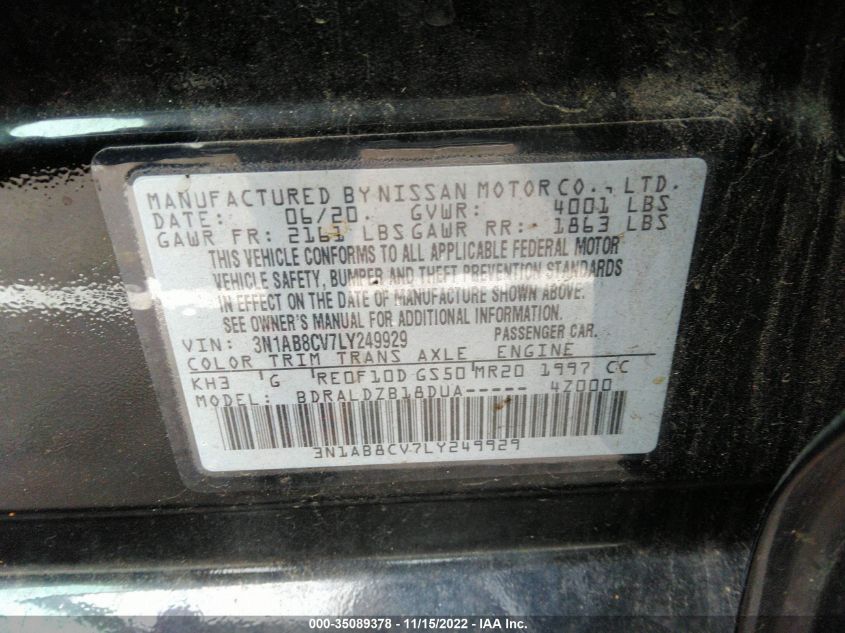 MANUFACTURED BY NISSAN MOTOR CO., LTD.
DATE: 06/20 GVWR: 4001 LBS
GAWR FR: 2161 LBS GAWR RR: 1863 LBS
THIS VEHICLE CONFORMS TO ALL APPLICABLE FEDERAL MOTOR
VEHICLE SAFETY, BUMPER, AND THEFT PREVENTION STANDARDS
IN EFFECT ON THE DATE OF MANUFACTURE SHOWN ABOVE.
SEE OWNER'S MANUAL FOR ADDITIONAL INFORMATION.
VIN: 3N1AB8CV7LY249929 PASSENGER CAR.
COLOR TRIM TRANS AXLE ENGINE
KH3 G RE0F10D GS50 MR20 1997 CC
MODEL: BDRALDZB18DUA----- 4Z000
3N1AB8CV7LY249929
000-35089378 - 11/15/2022 - IAA Inc.